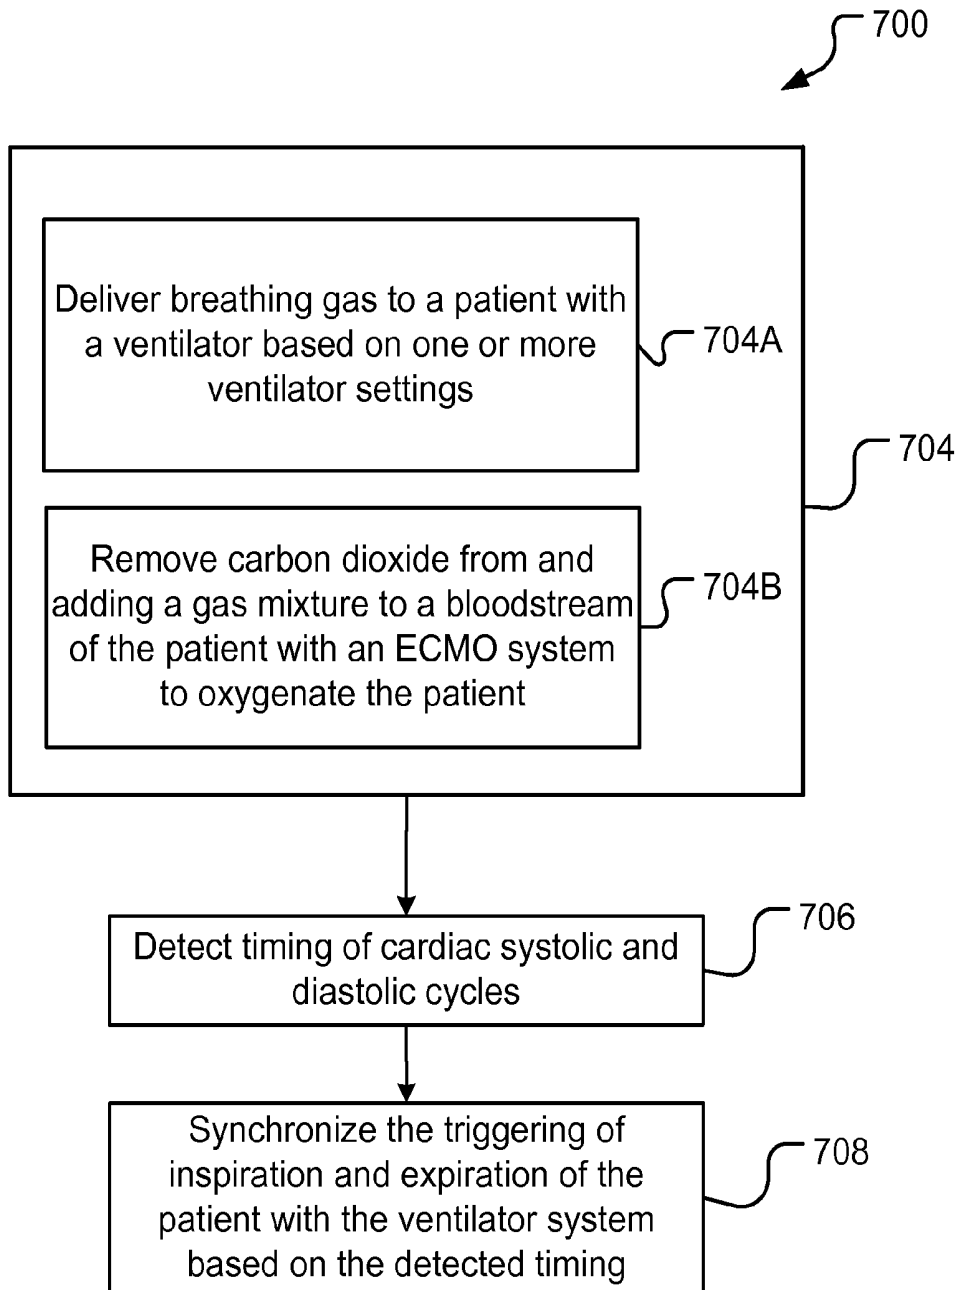 700
Deliver breathing gas to a patient with
a ventilator based on one or more
ventilator settings
704A
704
Remove carbon dioxide from and
adding a gas mixture to a bloodstream
of the patient with an ECMO system
to oxygenate the patient
704B
Detect timing of cardiac systolic and
diastolic cycles
706
Synchronize the triggering of
inspiration and expiration of the
patient with the ventilator system
based on the detected timing
708